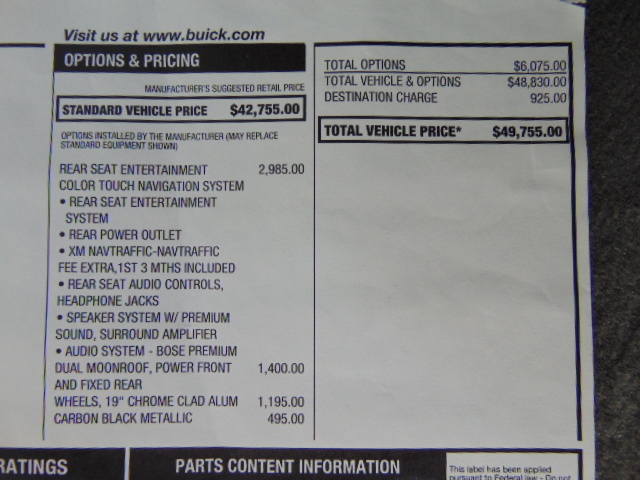 Visit us at www.buick.com
OPTIONS & PRICING
MANUFACTURER'S SUGGESTED RETAIL PRICE
STANDARD VEHICLE PRICE $42,755.00
OPTIONS INSTALLED BY THE MANUFACTURER (MAY REPLACE
STANDARD EQUIPMENT SHOWN)
REAR SEAT ENTERTAINMENT 2,985.00
COLOR TOUCH NAVIGATION SYSTEM
• REAR SEAT ENTERTAINMENT
SYSTEM
• REAR POWER OUTLET
• XM NAVTRAFFIC-NAVTRAFFIC
FEE EXTRA,1ST 3 MTHS INCLUDED
• REAR SEAT AUDIO CONTROLS,
HEADPHONE JACKS
• SPEAKER SYSTEM W/ PREMIUM
SOUND, SURROUND AMPLIFIER
• AUDIO SYSTEM - BOSE PREMIUM
DUAL MOONROOF, POWER FRONT 1,400.00
AND FIXED REAR
WHEELS, 19" CHROME CLAD ALUM 1,195.00
CARBON BLACK METALLIC 495.00
TOTAL OPTIONS $6,075.00
TOTAL VEHICLE & OPTIONS $48,830.00
DESTINATION CHARGE 925.00
TOTAL VEHICLE PRICE* $49,755.00
RATINGS
PARTS CONTENT INFORMATION
This label has been applied
pursuant to Federal law - Do not